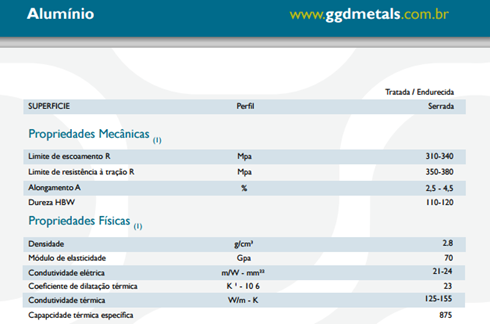 Alumínio www.ggdmetals.com.br
Tratada / Endurecida
SUPERFICIE Perfil Serrada
Propriedades Mecânicas (1)
Limite de escoamento R Mpa 310-340
Limite de resistência à tração R Mpa 350-380
Alongamento A % 2,5 - 4,5
Dureza HBW 110-120
Propriedades Físicas (1)
Densidade g/cm³ 2.8
Módulo de elasticidade Gpa 70
Condutividade elétrica m/W - mm²² 21-24
Coeficiente de dilatação térmica K ¹ - 10 6 23
Condutividade térmica W/m - K 125-155
Capapcidade térmica específica 875